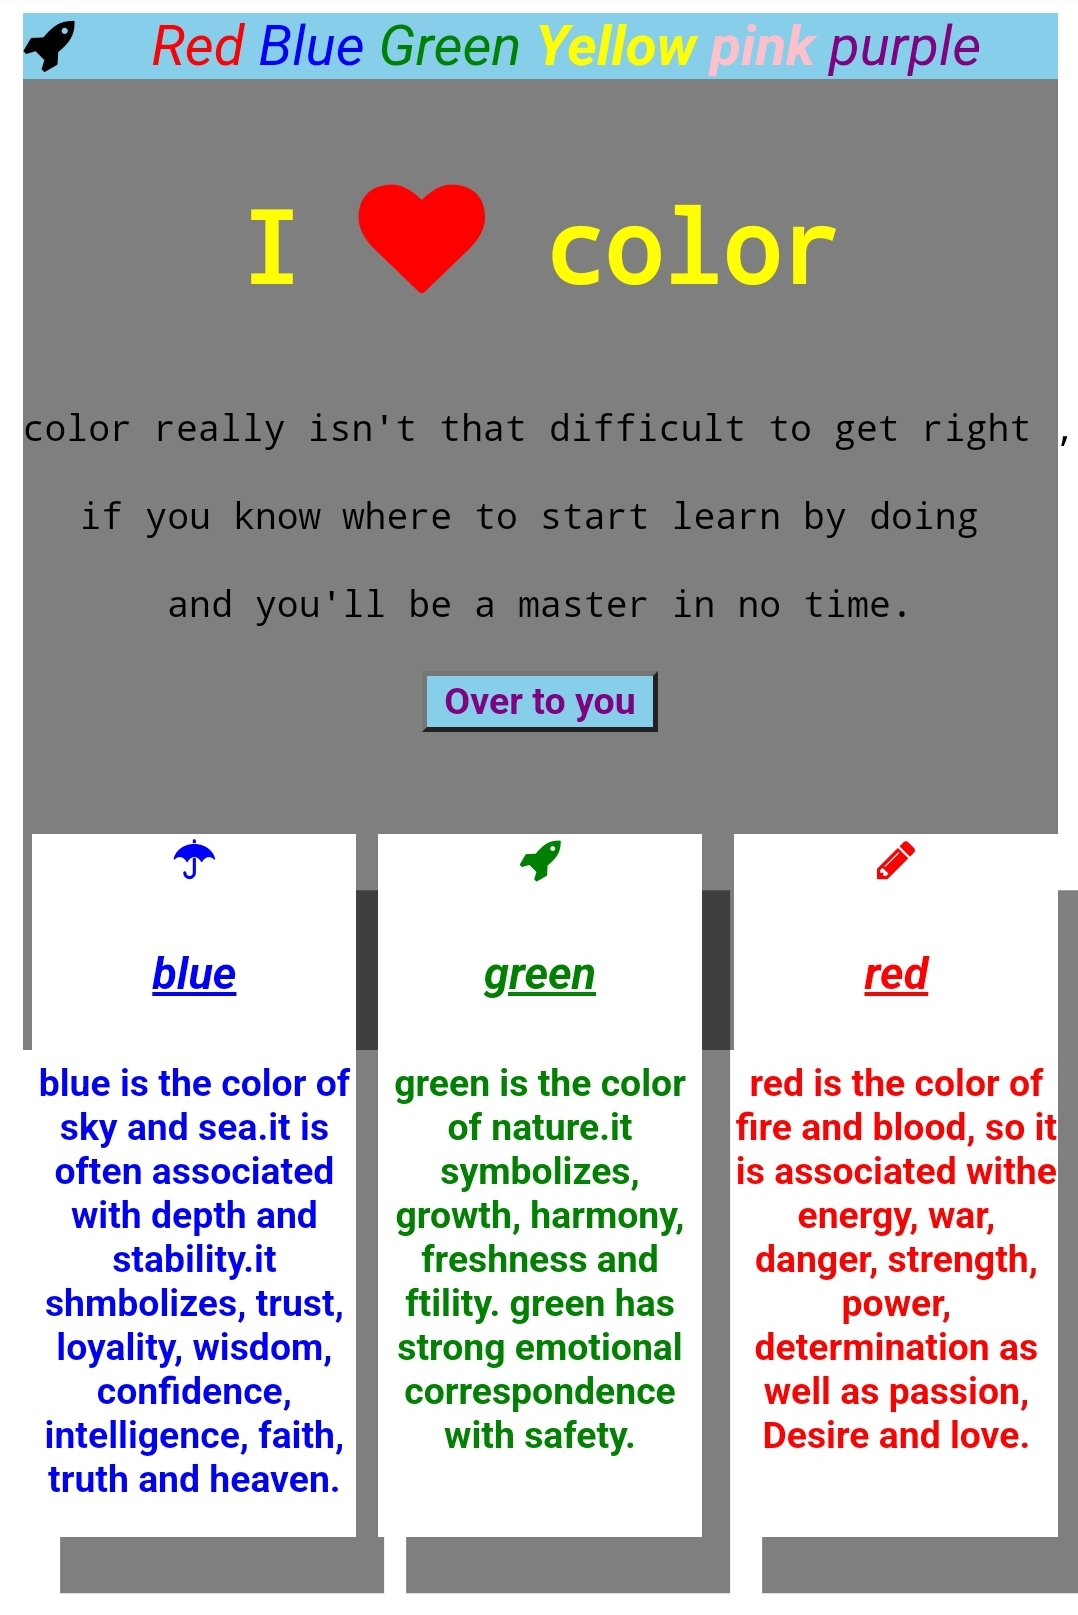 Red Blue Green Yellow pink purple
I color
color really isn't that difficult to get right ,
if you know where to start learn by doing
and you'll be a master in no time.
Over to you
blue
blue is the color of
sky and sea.it is
often associated
with depth and
stability.it
shmbolizes, trust,
loyality, wisdom,
confidence,
intelligence, faith,
truth and heaven.
green
green is the color
of nature.it
symbolizes,
growth, harmony,
freshness and
ftility. green has
strong emotional
correspondence
with safety.
red
red is the color of
fire and blood, so it
is associated withe
energy, war,
danger, strength,
power,
determination as
well as passion,
Desire and love.